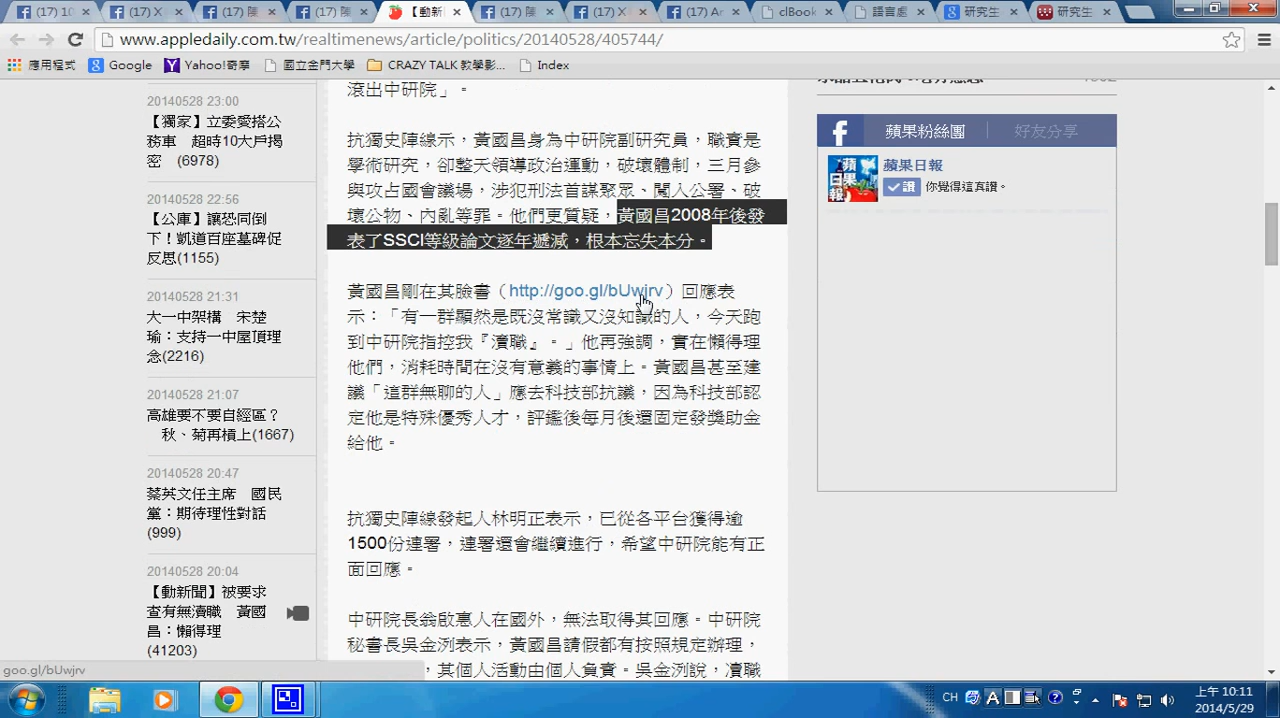 (17) 10
(17) X
(17) 陳
(17) 陳
【動新
(17) 陳
(17) X
(17) Ar
clBook
語言處
研究生
研究生
www.appledaily.com.tw/realtimenews/article/politics/20140528/405744/
應用程式
Google
Yahoo!奇摩
國立金門大學
CRAZY TALK 教學影...
Index
20140528 23:00
【獨家】立委愛搭公
務車　超時10大戶揭
密　(6978)
20140528 22:56
【公庫】讓恐同倒
下！凱道百座墓碑促
反思(1155)
20140528 21:31
大一中架構　宋楚
瑜：支持一中屋頂理
念(2216)
20140528 21:07
高雄要不要自經區？
秋、菊再槓上(1667)
20140528 20:47
蔡英文任主席　國民
黨：期待理性對話
(999)
20140528 20:04
【動新聞】被要求
查有無瀆職　黃國
昌：懶得理
(41203)
滾出中研院」。
抗獨史陣線示，黃國昌身為中研院副研究員，職責是
學術研究，卻整天領導政治運動，破壞體制，三月參
與攻占國會議場，涉犯刑法首謀聚眾、闖入公署、破
壞公物、內亂等罪。他們更質疑，黃國昌2008年後發
表了SSCI等級論文逐年遞減，根本忘失本分。
黃國昌剛在其臉書（http://goo.gl/bUwjrv）回應表
示：「有一群顯然是既沒常識又沒知識的人，今天跑
到中研院指控我『瀆職』。」他再強調，實在懶得理
他們，消耗時間在沒有意義的事情上。黃國昌甚至建
議「這群無聊的人」應去科技部抗議，因為科技部認
定他是特殊優秀人才，評鑑後每月後還固定發獎助金
給他。
抗獨史陣線發起人林明正表示，已從各平台獲得逾
1500份連署，連署還會繼續進行，希望中研院能有正
面回應。
中研院長翁啟惠人在國外，無法取得其回應。中研院
秘書長吳金洌表示，黃國昌請假都有按照規定辦理，
，其個人活動由個人負責。吳金洌說，瀆職
蘋果粉絲團
好友分享
蘋果日報
讚
你覺得這真讚。
goo.gl/bUwjrv
CH
上午 10:11
2014/5/29